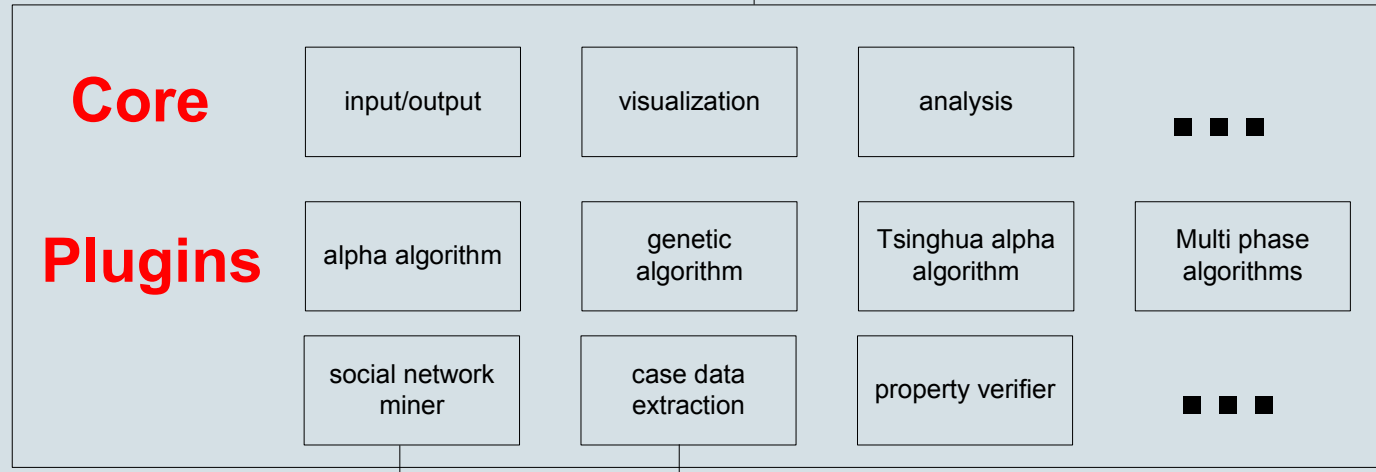 Core
input/output
visualization
analysis
Plugins
alpha algorithm
genetic
algorithm
Tsinghua alpha
algorithm
Multi phase
algorithms
social network
miner
case data
extraction
property verifier